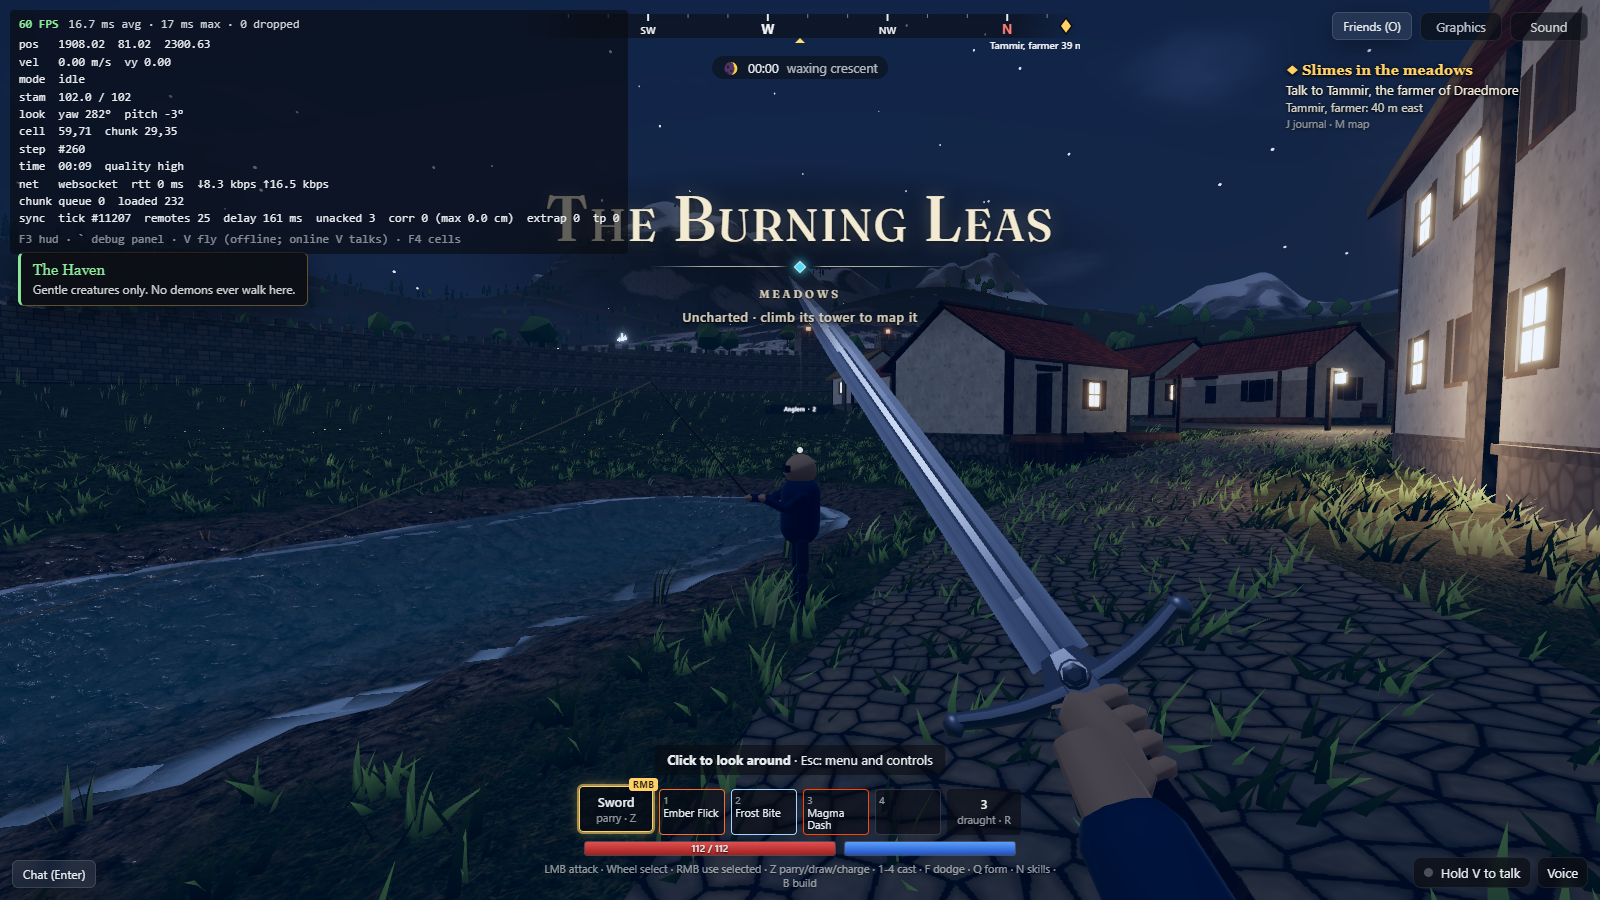 60 FPS 16.7 ms avg · 17 ms max · 0 dropped
pos 1908.02 81.02 2300.63
vel 0.00 m/s vy 0.00
mode idle
stam 102.0 / 102
look yaw 282° pitch -3°
cell 59,71 chunk 29,35
step #260
time 00:09 quality high
net websocket rtt 0 ms ↓8.3 kbps ↑16.5 kbps
chunk queue 0 loaded 232
sync tick #11207 remotes 25 delay 161 ms unacked 3 corr 0 (max 0.0 cm) extrap 0 tp 0
F3 hud · ` debug panel · V fly (offline; online V talks) · F4 cells
The Haven
Gentle creatures only. No demons ever walk here.
SW W NW N
Tammir, farmer 39 m
00:00 waxing crescent
Friends (O) Graphics Sound
Slimes in the meadows
Talk to Tammir, the farmer of Draedmore
Tammir, farmer: 40 m east
J journal · M map
The Burning Leas
MEADOWS
Uncharted · climb its tower to map it
Anglers · 2
Click to look around · Esc: menu and controls
RMB
Sword
parry · Z
1
Ember Flick
2
Frost Bite
3
Magma
Dash
4
3
draught · R
112 / 112
LMB attack · Wheel select · RMB use selected · Z parry/draw/charge · 1-4 cast · F dodge · Q form · N skills ·
B build
Chat (Enter)
Hold V to talk
Voice